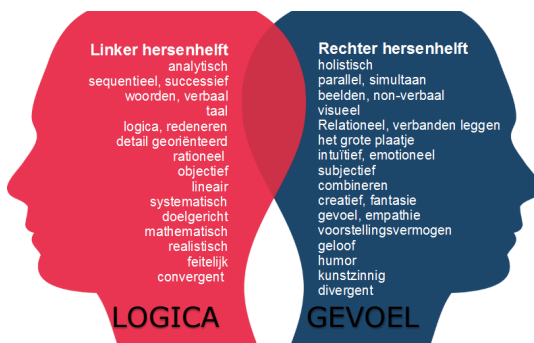 Linker hersenhelft
analytisch
sequentieel, successief
woorden, verbaal
taal
logica, redeneren
detail georiënteerd
rationeel
objectief
lineair
systematisch
doelgericht
mathematisch
realistisch
feitelijk
convergent
LOGICA
Rechter hersenhelft
holistisch
parallel, simultaan
beelden, non-verbaal
visueel
Relationeel, verbanden leggen
het grote plaatje
intuïtief, emotioneel
subjectief
combineren
creatief, fantasie
gevoel, empathie
voorstellingsvermogen
geloof
humor
kunstzinnig
divergent
GEVOEL